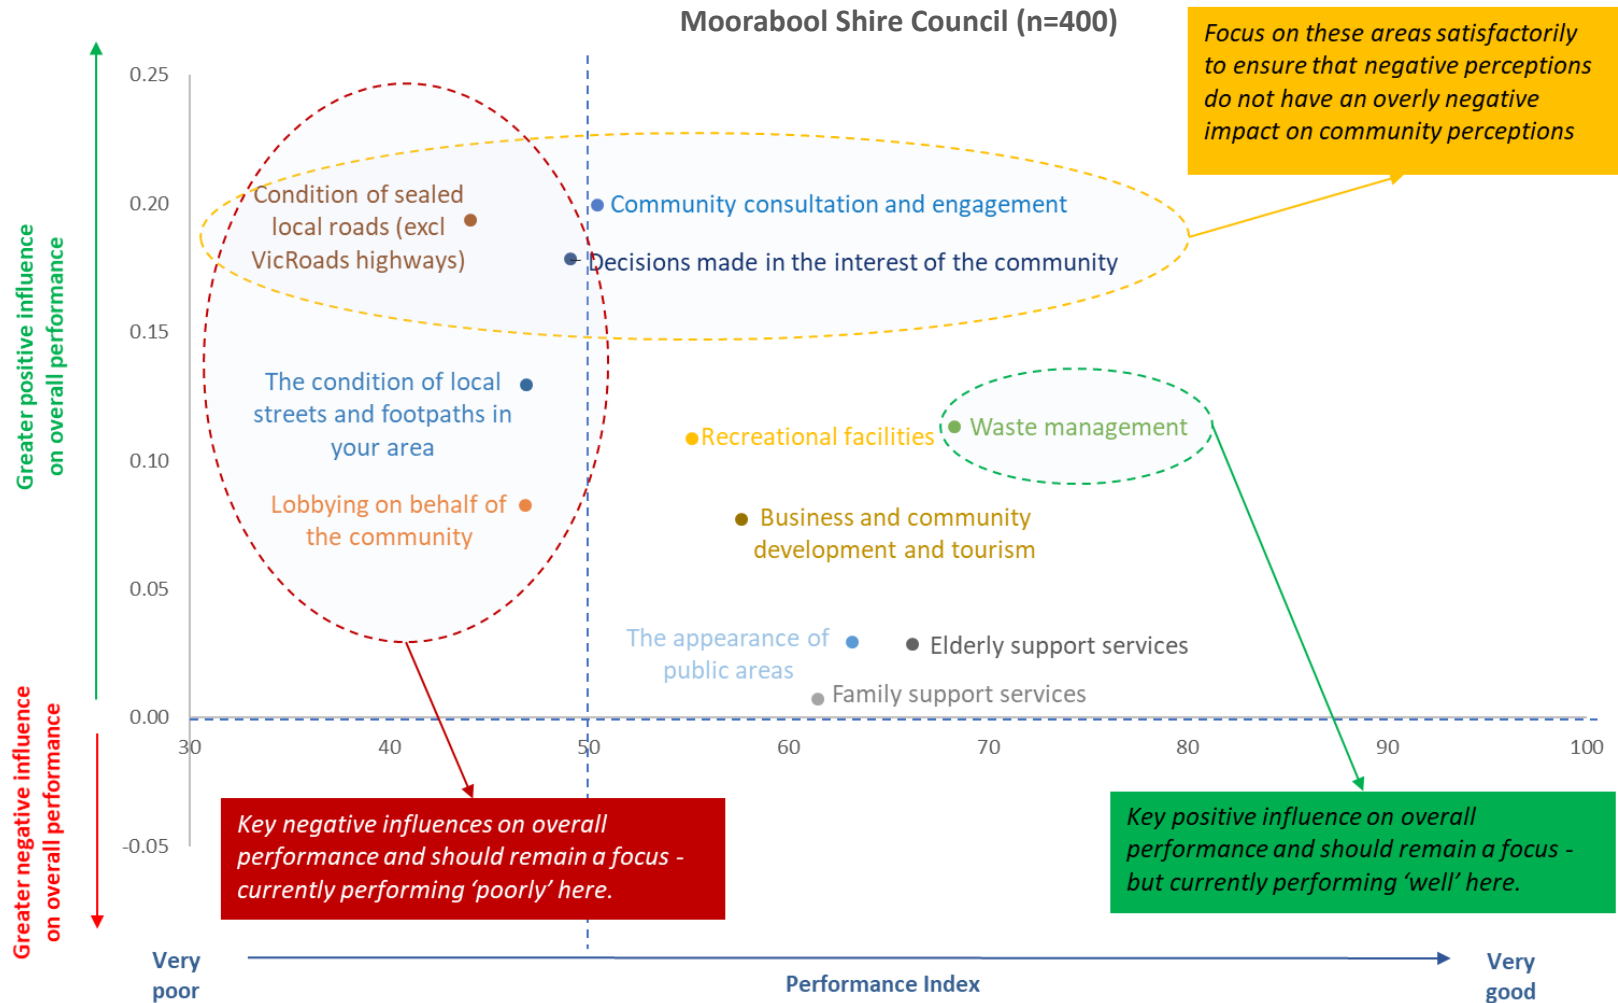 Moorabool Shire Council (n=400)
Focus on these areas satisfactorily
to ensure that negative perceptions
do not have an overly negative
impact on community perceptions
Greater positive influence
on overall performance
Greater negative influence
on overall performance
0.25
0.20
0.15
0.10
0.05
0.00
-0.05
Condition of sealed
local roads (excl
VicRoads highways)
Community consultation and engagement
Decisions made in the interest of the community
The condition of local
streets and footpaths in
your area
Recreational facilities
Waste management
Lobbying on behalf of
the community
Business and community
development and tourism
The appearance of
public areas
Elderly support services
Family support services
30
40
50
60
70
80
90
100
Key negative influences on overall
performance and should remain a focus -
currently performing ‘poorly’ here.
Key positive influence on overall
performance and should remain a focus -
but currently performing ‘well’ here.
Very
poor
Performance Index
Very
good